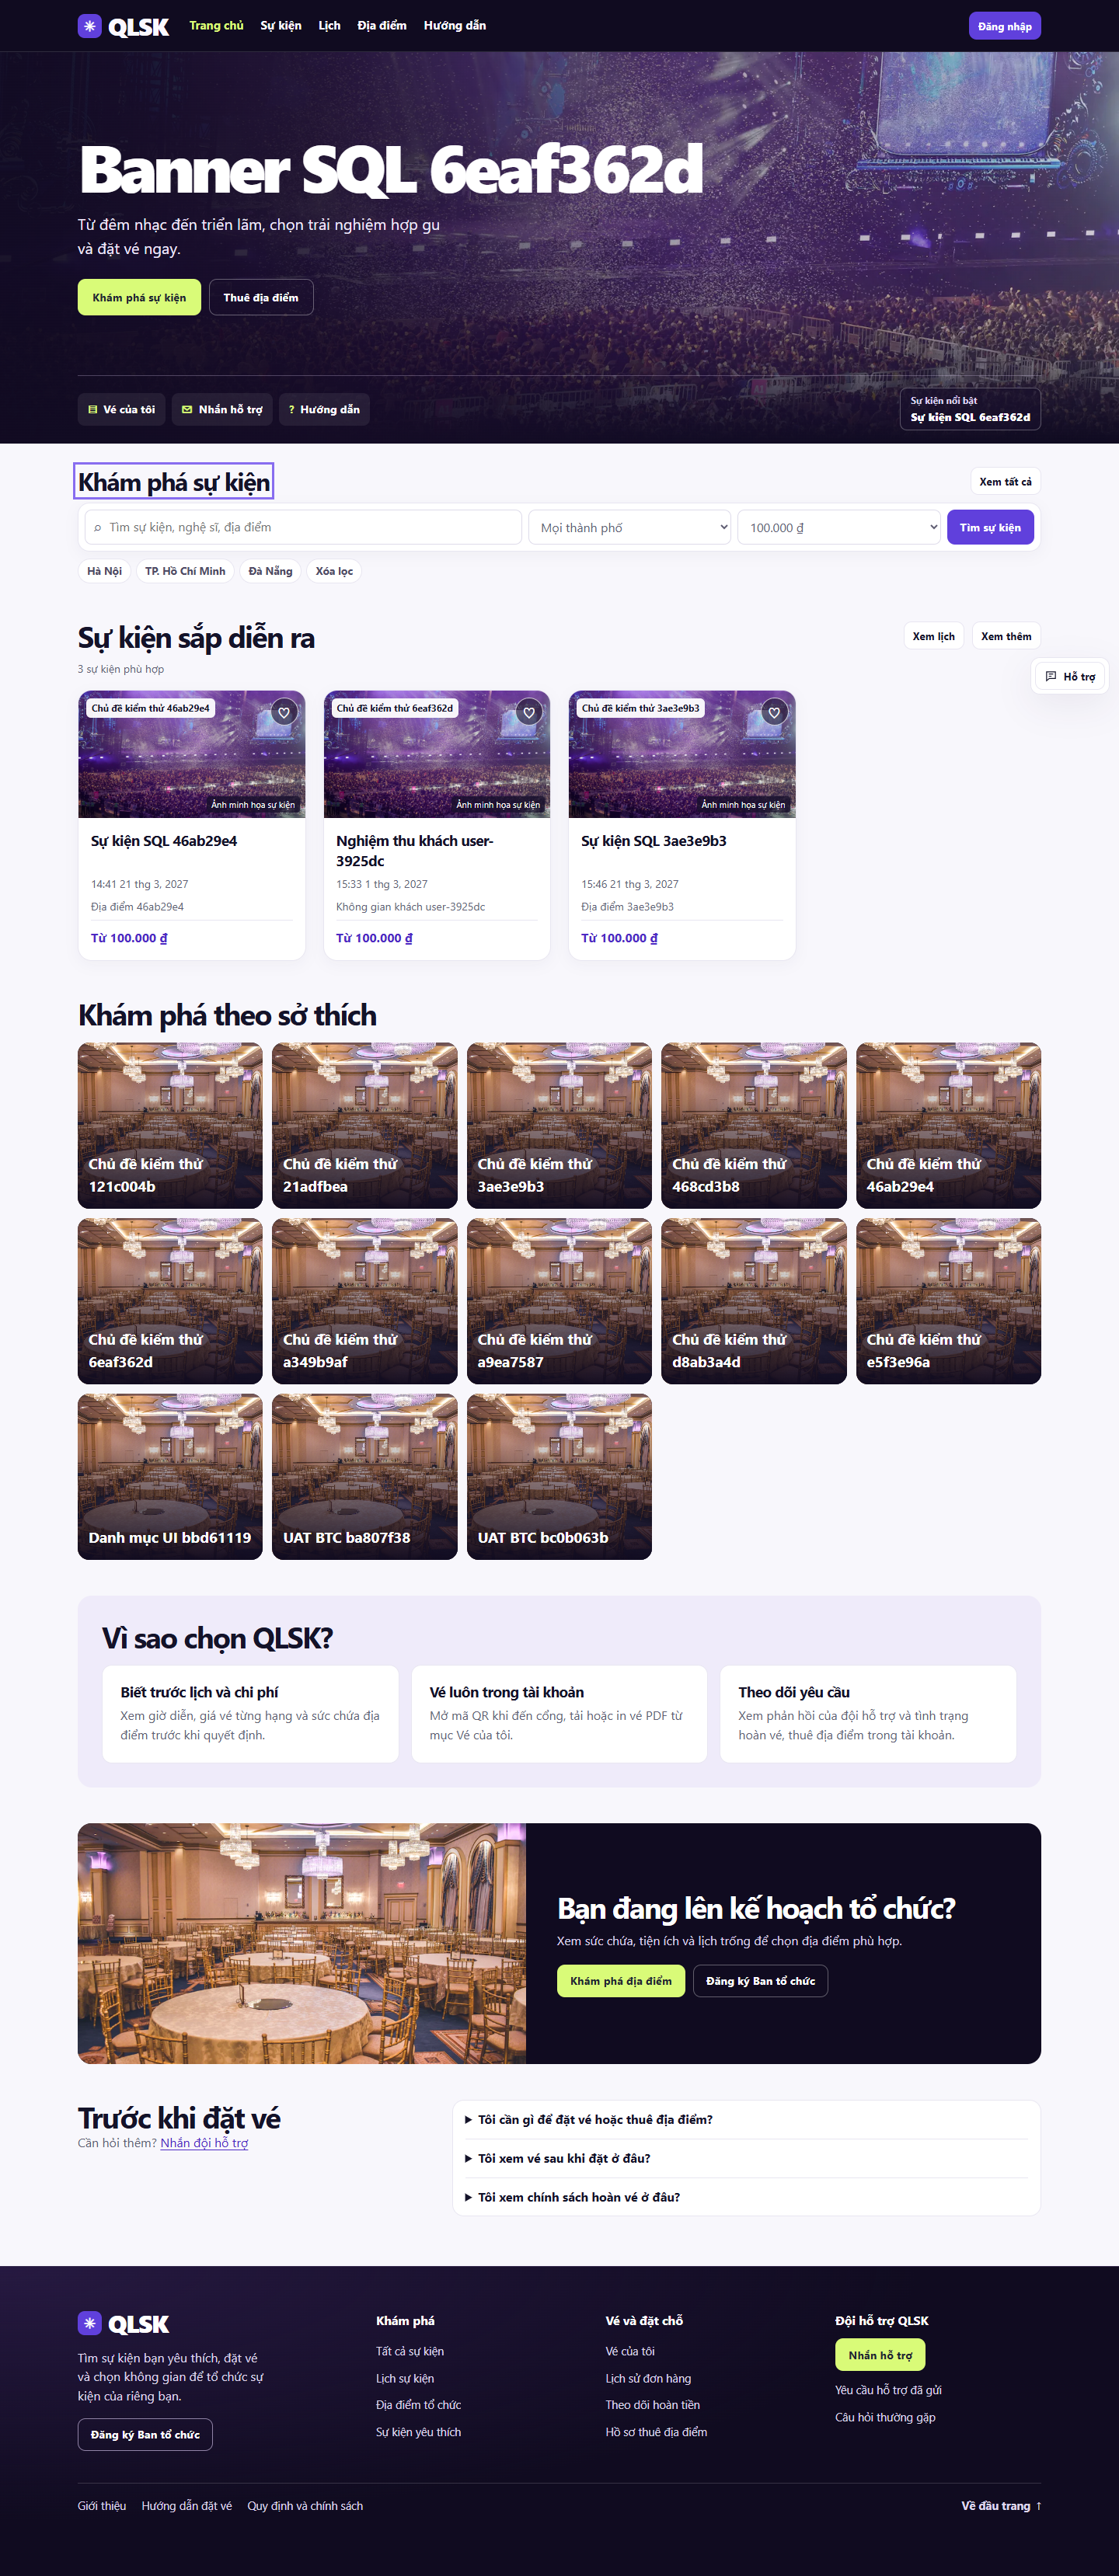 QLSK
Trang chủ
Sự kiện
Lịch
Địa điểm
Hướng dẫn
Đăng nhập
Banner SQL 6eaf362d
Từ đêm nhạc đến triển lãm, chọn trải nghiệm hợp gu
và đặt vé ngay.
Khám phá sự kiện
Thuê địa điểm
Vé của tôi
Nhắn hỗ trợ
? Hướng dẫn
Sự kiện nổi bật
Sự kiện SQL 6eaf362d
Khám phá sự kiện
Xem tất cả
Tìm sự kiện, nghệ sĩ, địa điểm
Mọi thành phố
100.000 ₫
Tìm sự kiện
Hà Nội
TP. Hồ Chí Minh
Đà Nẵng
Xóa lọc
Sự kiện sắp diễn ra
Xem lịch
Xem thêm
3 sự kiện phù hợp
Hỗ trợ
Chủ đề kiểm thử 46ab29e4
Ảnh minh họa sự kiện
Sự kiện SQL 46ab29e4
14:41 21 thg 3, 2027
Địa điểm 46ab29e4
Từ 100.000 ₫
Chủ đề kiểm thử 6eaf362d
Ảnh minh họa sự kiện
Nghiệm thu khách user-
3925dc
15:33 1 thg 3, 2027
Không gian khách user-3925dc
Từ 100.000 ₫
Chủ đề kiểm thử 3ae3e9b3
Ảnh minh họa sự kiện
Sự kiện SQL 3ae3e9b3
15:46 21 thg 3, 2027
Địa điểm 3ae3e9b3
Từ 100.000 ₫
Khám phá theo sở thích
Chủ đề kiểm thử
121c004b
Chủ đề kiểm thử
21adfbea
Chủ đề kiểm thử
3ae3e9b3
Chủ đề kiểm thử
468cd3b8
Chủ đề kiểm thử
46ab29e4
Chủ đề kiểm thử
6eaf362d
Chủ đề kiểm thử
a349b9af
Chủ đề kiểm thử
a9ea7587
Chủ đề kiểm thử
d8ab3a4d
Chủ đề kiểm thử
e5f3e96a
Danh mục UI bbd61119
UAT BTC ba807f38
UAT BTC bc0b063b
Vì sao chọn QLSK?
Biết trước lịch và chi phí
Xem giờ diễn, giá vé từng hạng và sức chứa địa
điểm trước khi quyết định.
Vé luôn trong tài khoản
Mở mã QR khi đến cổng, tải hoặc in vé PDF từ
mục Vé của tôi.
Theo dõi yêu cầu
Xem phản hồi của đội hỗ trợ và tình trạng
hoàn vé, thuê địa điểm trong tài khoản.
Bạn đang lên kế hoạch tổ chức?
Xem sức chứa, tiện ích và lịch trống để chọn địa điểm phù hợp.
Khám phá địa điểm
Đăng ký Ban tổ chức
Trước khi đặt vé
Cần hỏi thêm? Nhắn đội hỗ trợ
Tôi cần gì để đặt vé hoặc thuê địa điểm?
Tôi xem vé sau khi đặt ở đâu?
Tôi xem chính sách hoàn vé ở đâu?
QLSK
Tìm sự kiện bạn yêu thích, đặt vé
và chọn không gian để tổ chức sự
kiện của riêng bạn.
Đăng ký Ban tổ chức
Khám phá
Tất cả sự kiện
Lịch sự kiện
Địa điểm tổ chức
Sự kiện yêu thích
Vé và đặt chỗ
Vé của tôi
Lịch sử đơn hàng
Theo dõi hoàn tiền
Hồ sơ thuê địa điểm
Đội hỗ trợ QLSK
Nhắn hỗ trợ
Yêu cầu hỗ trợ đã gửi
Câu hỏi thường gặp
Giới thiệu
Hướng dẫn đặt vé
Quy định và chính sách
Về đầu trang ↑